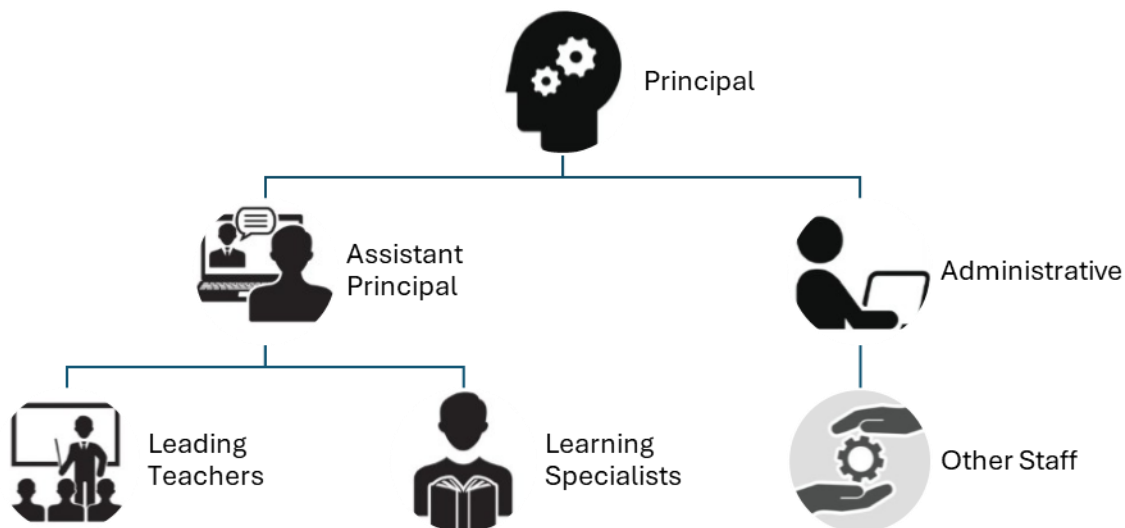 Principal
Assistant
Principal
Administrative
Leading
Teachers
Learning
Specialists
Other Staff